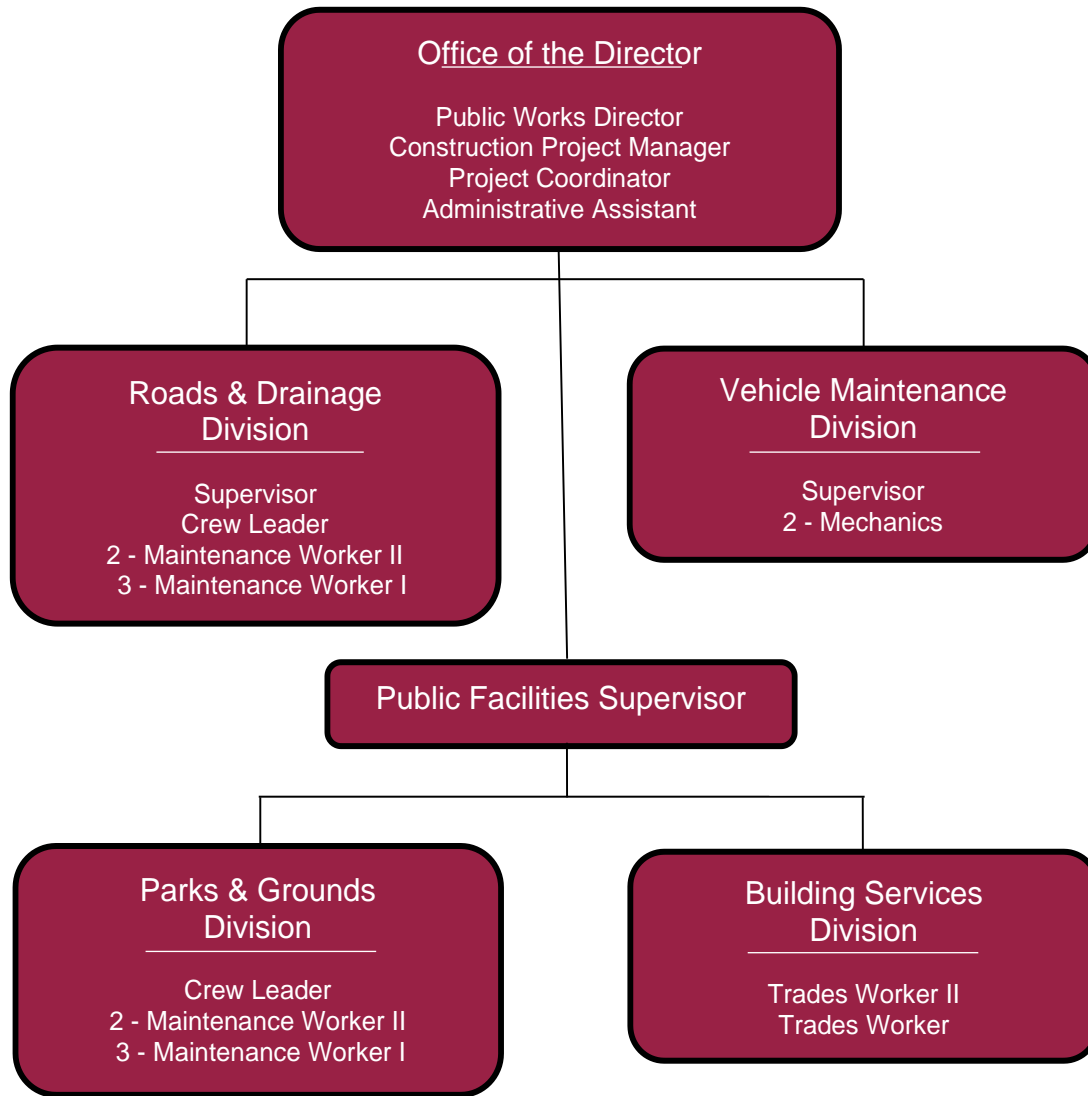 Office of the Director
Public Works Director
Construction Project Manager
Project Coordinator
Administrative Assistant
Roads & Drainage
Division
Supervisor
Crew Leader
2 - Maintenance Worker II
3 - Maintenance Worker I
Vehicle Maintenance
Division
Supervisor
2 - Mechanics
Public Facilities Supervisor
Parks & Grounds
Division
Crew Leader
2 - Maintenance Worker II
3 - Maintenance Worker I
Building Services
Division
Trades Worker II
Trades Worker